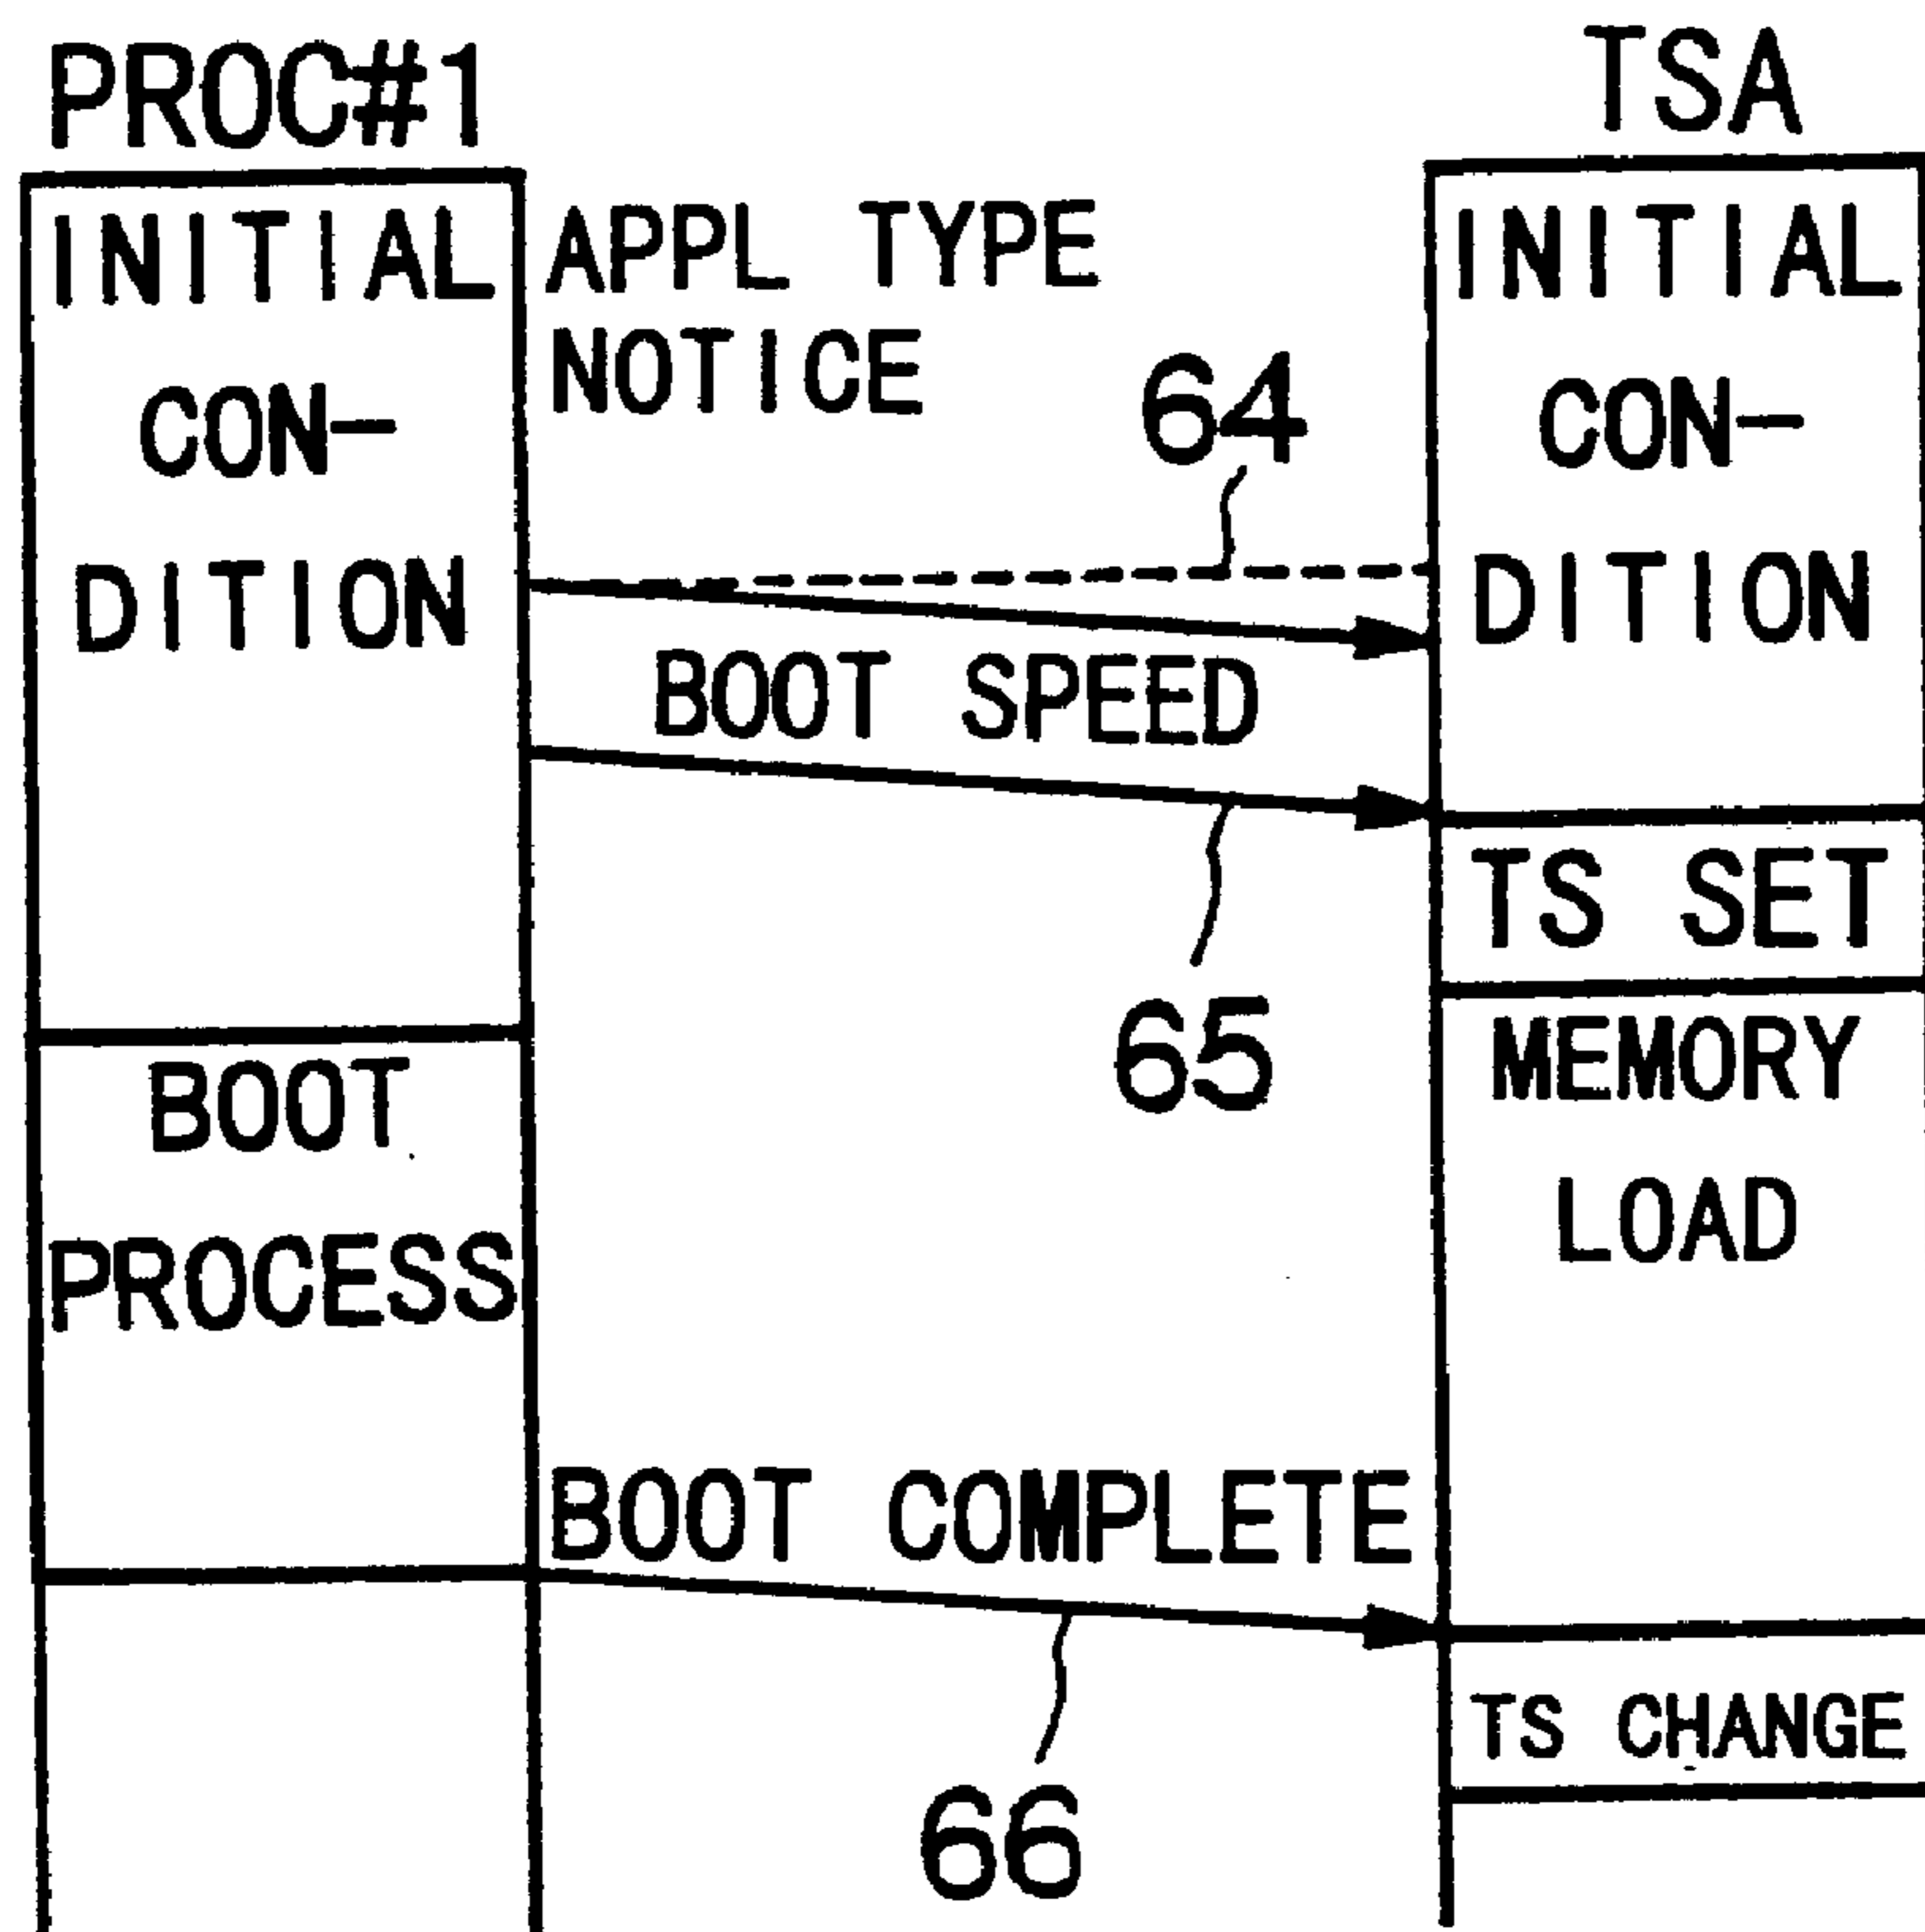 PROC#1
TSA
INITIAL
CON-
DITION
APPL TYPE
NOTICE
64
INITIAL
CON-
DITION
BOOT SPEED
65
TS SET
BOOT
PROCESS
MEMORY
LOAD
BOOT COMPLETE
66
TS CHANGE